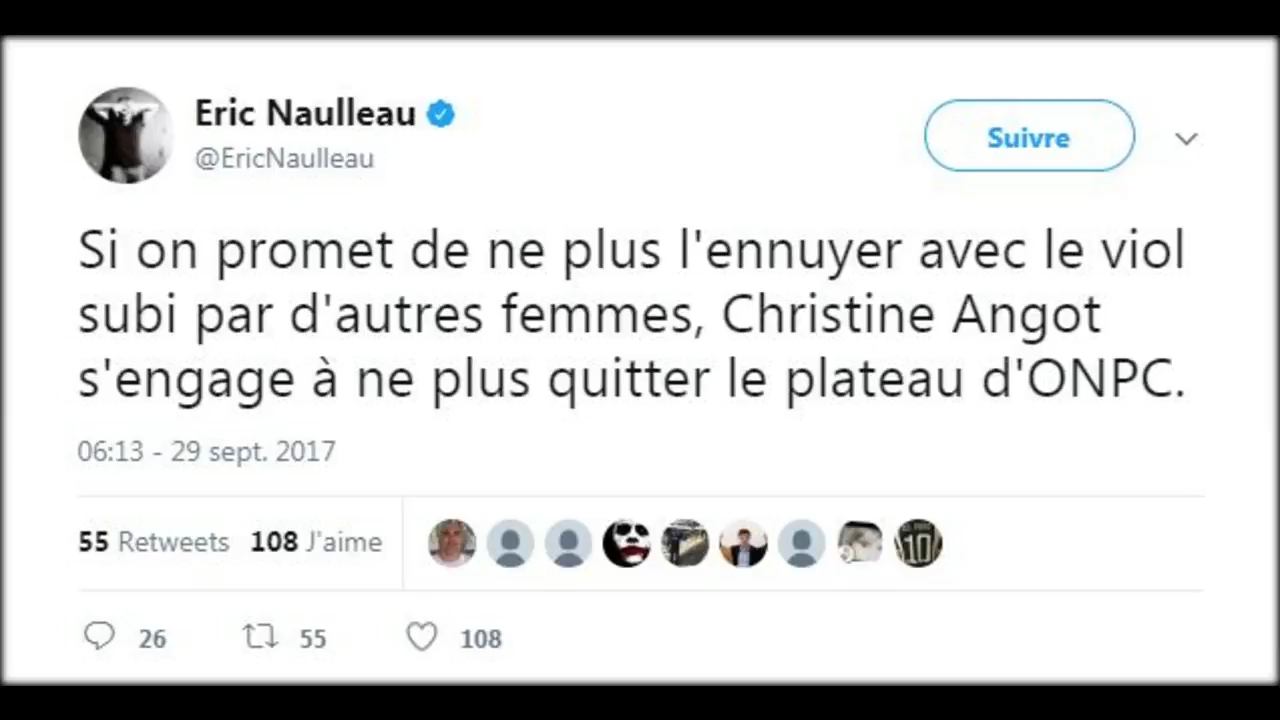 Eric Naulleau
@EricNaulleau
Suivre
Si on promet de ne plus l'ennuyer avec le viol
subi par d'autres femmes, Christine Angot
s'engage à ne plus quitter le plateau d'ONPC.
06:13 - 29 sept. 2017
55 Retweets 108 J'aime
10
26 55 108